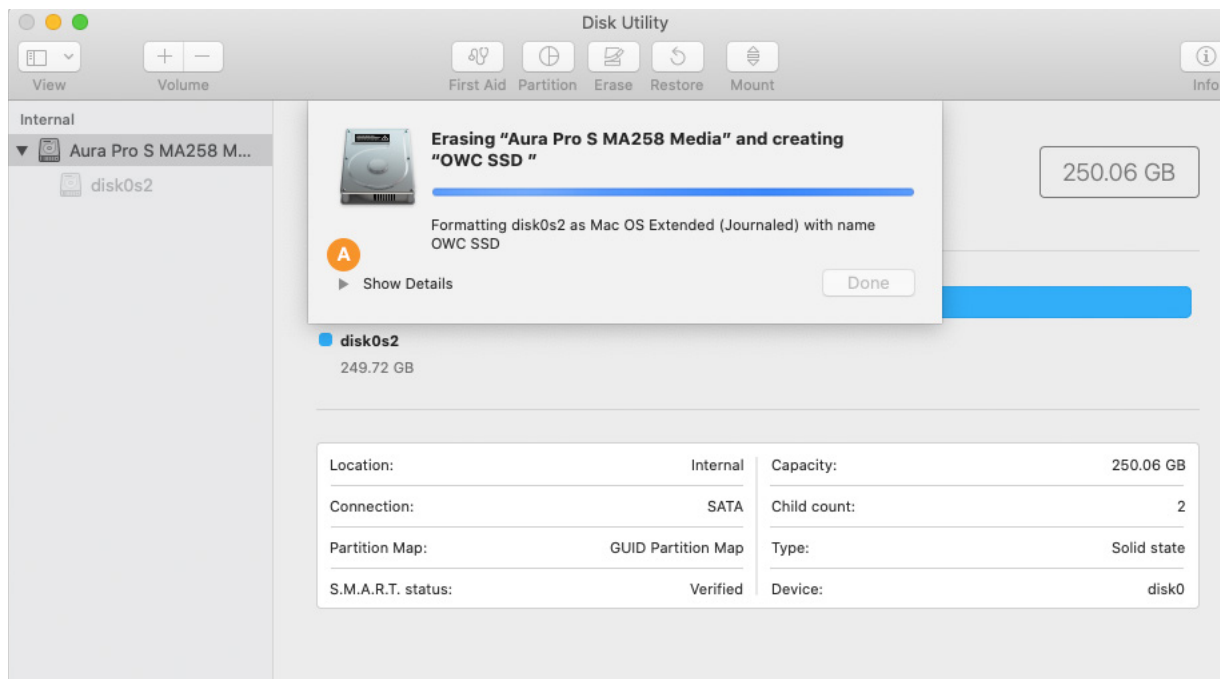 Disk Utility
View
Volume
First Aid
Partition
Erase
Restore
Mount
Info
Internal
Aura Pro S MA258 M...
disk0s2
Erasing “Aura Pro S MA258 Media” and creating
“OWC SSD ”
Formatting disk0s2 as Mac OS Extended (Journaled) with name
OWC SSD
A
Show Details
Done
250.06 GB
disk0s2
249.72 GB
Location: Internal
Capacity: 250.06 GB
Connection: SATA
Child count: 2
Partition Map: GUID Partition Map
Type: Solid state
S.M.A.R.T. status: Verified
Device: disk0